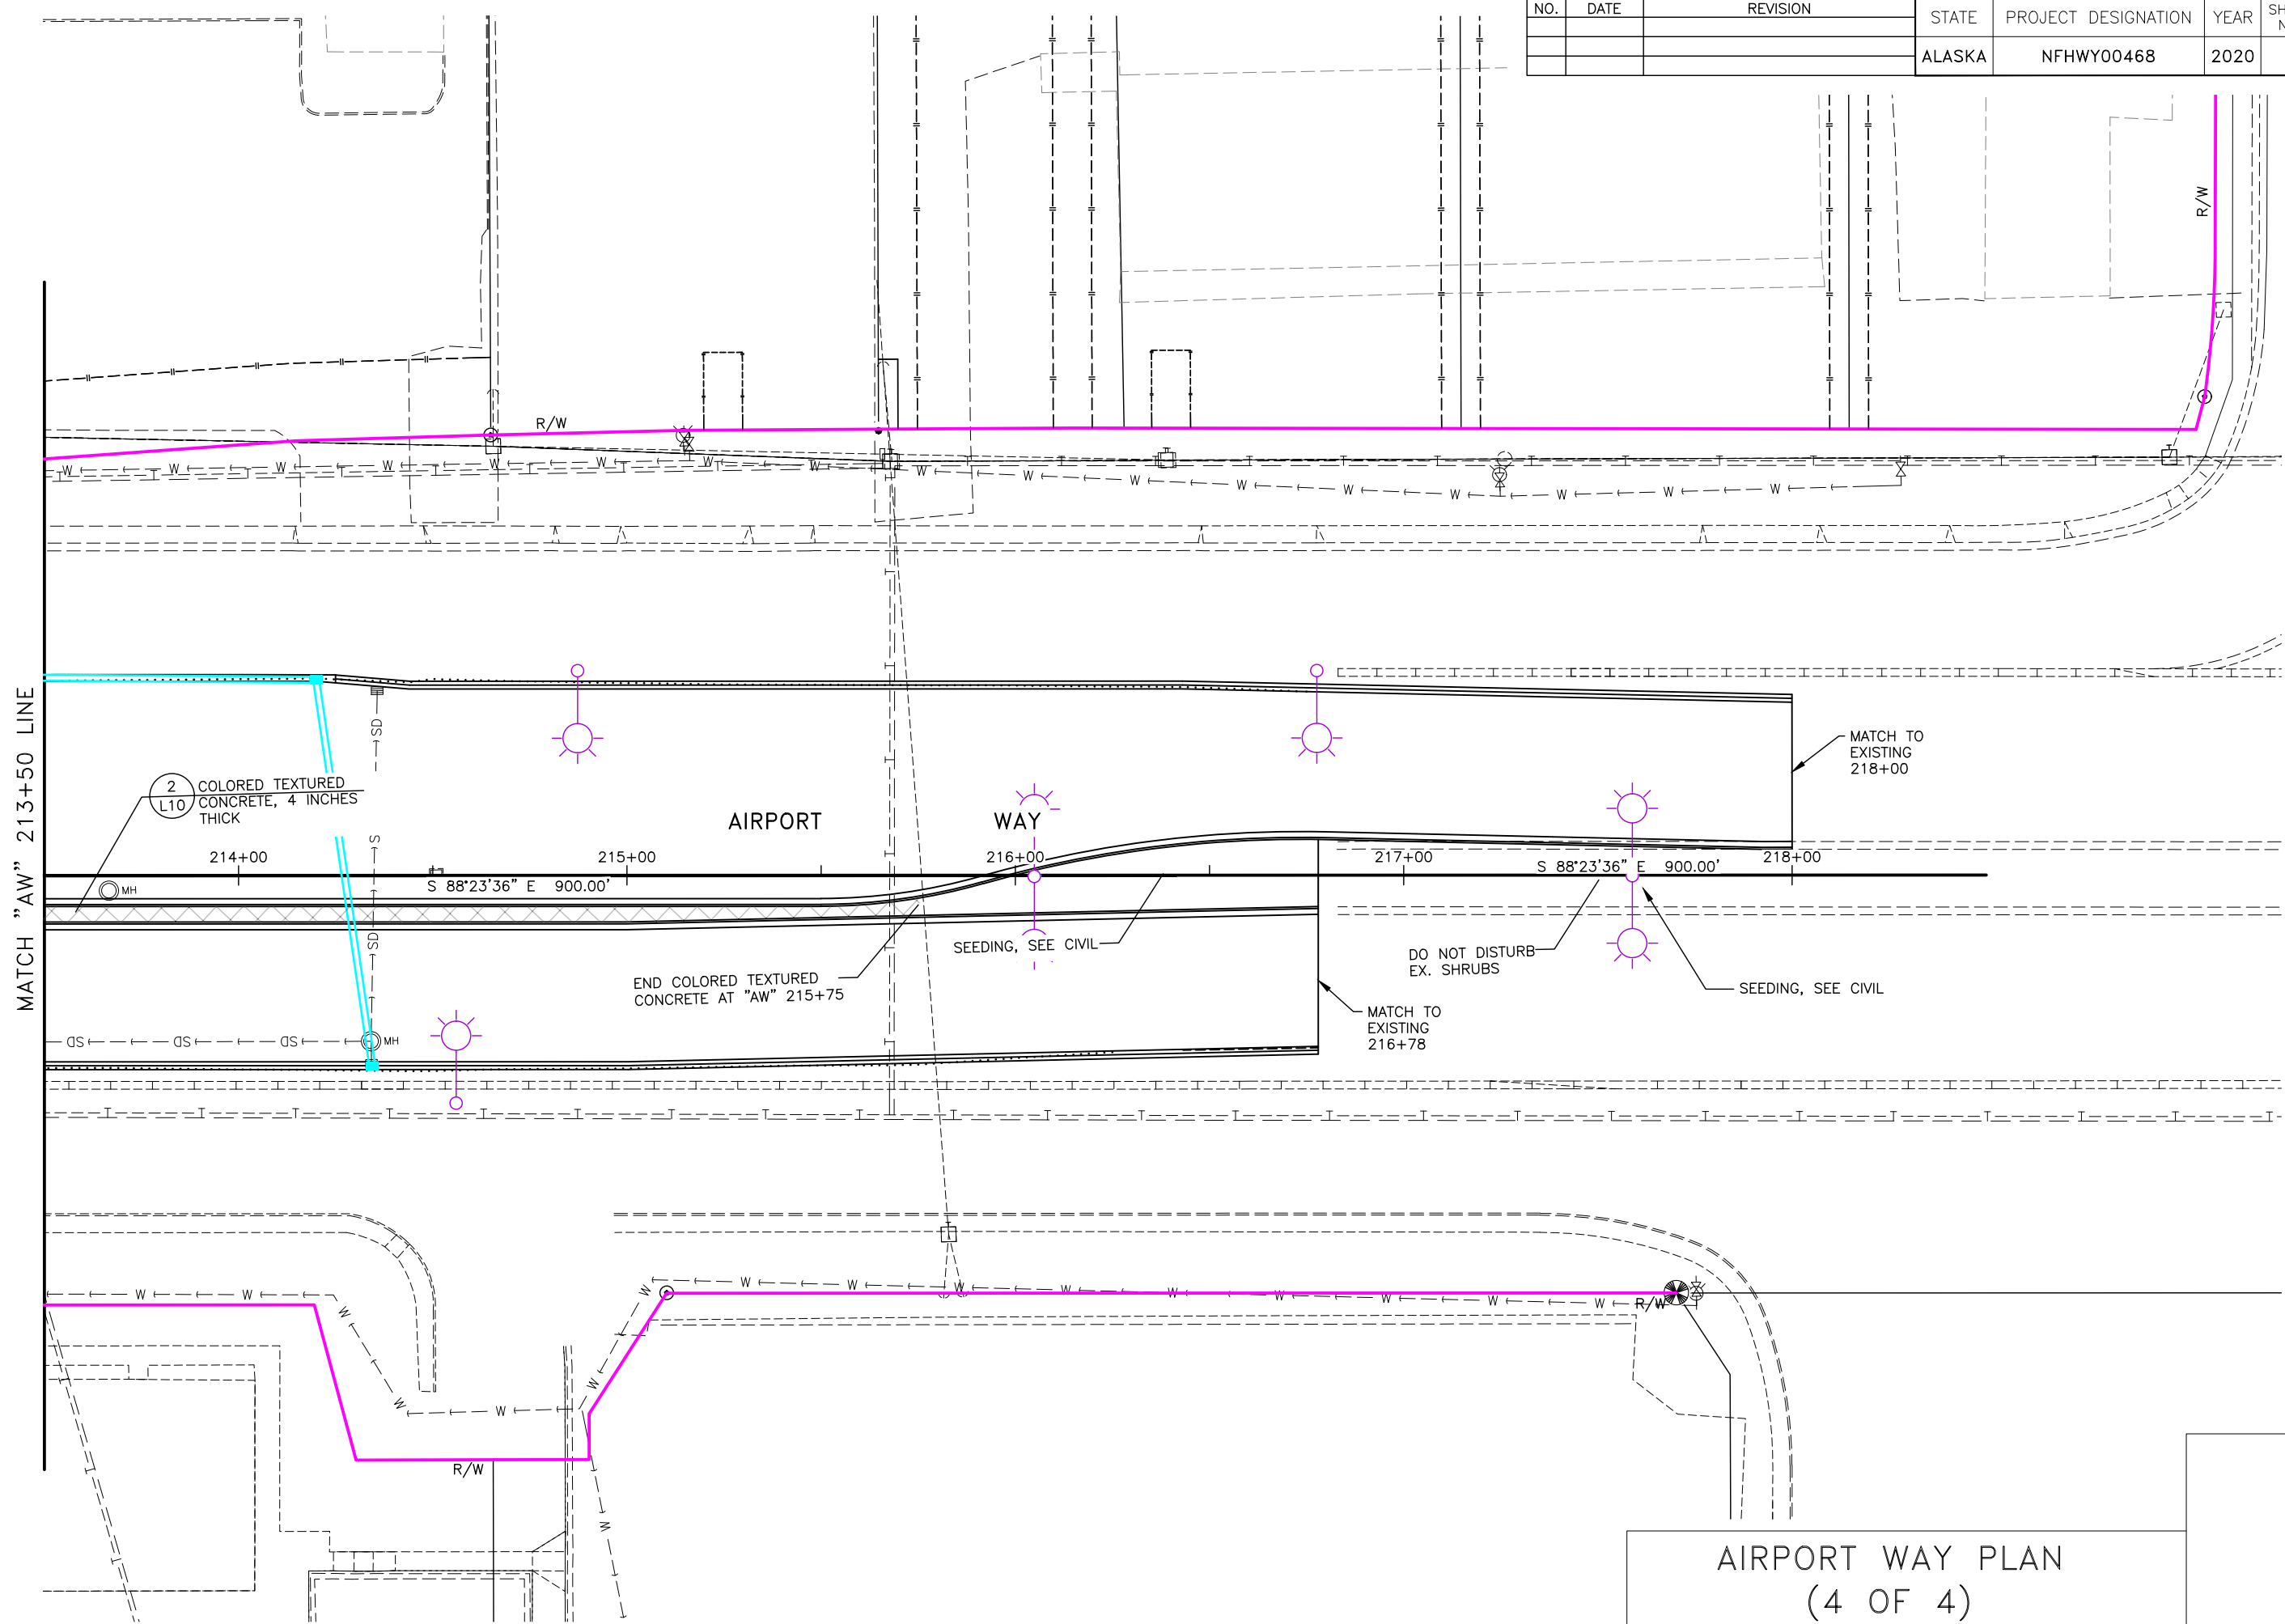 NO. DATE REVISION
STATE PROJECT DESIGNATION YEAR
ALASKA NFHWY00468 2020
R/W
R/W
W W W W W W W W
W W W W W W W W W
MATCH "AW" 213+50 LINE
SD
2
L10
COLORED TEXTURED
CONCRETE, 4 INCHES
THICK
MATCH TO
EXISTING
218+00
AIRPORT WAY
S
214+00 215+00 216+00 217+00 218+00
S 88°23'36" E 900.00'
S 88°23'36" E 900.00'
MH
SD
SEEDING, SEE CIVIL
DO NOT DISTURB
EX. SHRUBS
END COLORED TEXTURED
CONCRETE AT "AW" 215+75
SEEDING, SEE CIVIL
MATCH TO
EXISTING
216+78
SD SD SD
MH
W W W W W W W W W W W
W W
R/W
W W W
R/W
W
AIRPORT WAY PLAN
(4 OF 4)